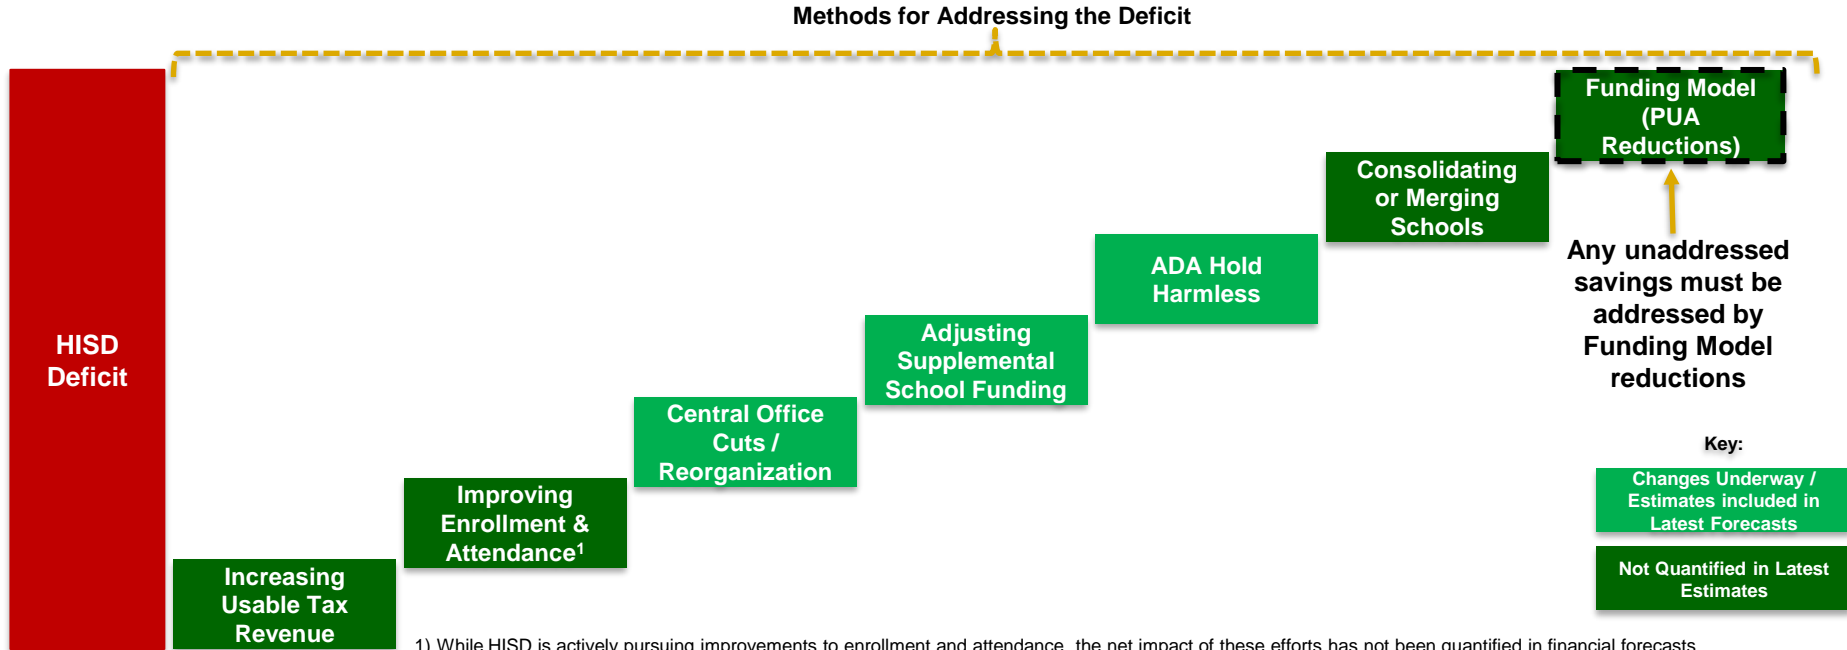 Methods for Addressing the Deficit
HISD
Deficit
Increasing
Usable Tax
Revenue
Improving
Enrollment &
Attendance¹
Central Office
Cuts /
Reorganization
Adjusting
Supplemental
School Funding
ADA Hold
Harmless
Consolidating
or Merging
Schools
Funding Model
(PUA
Reductions)
Any unaddressed
savings must be
addressed by
Funding Model
reductions
Key:
Changes Underway /
Estimates included in
Latest Forecasts
Not Quantified in Latest
Estimates
1) While HISD is actively pursuing improvements to enrollment and attendance, the net impact of these efforts has not been quantified in financial forecasts